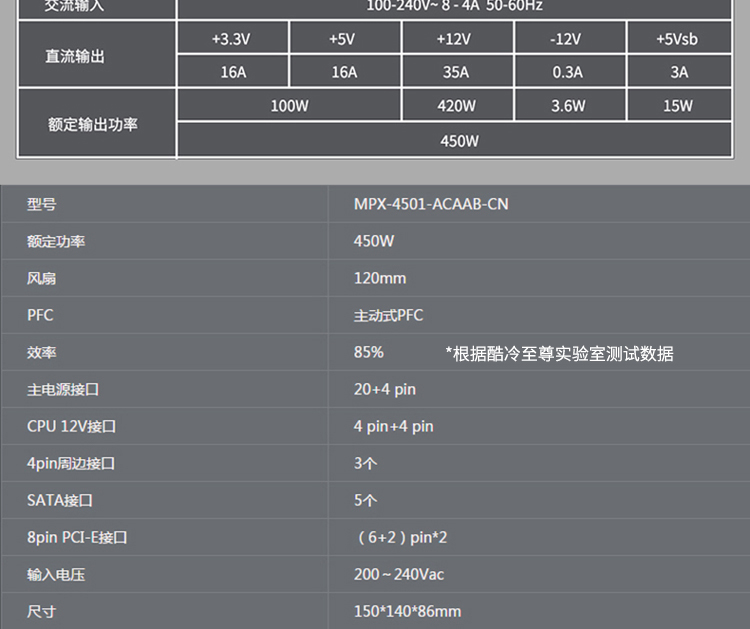 交流输入 100-240V~ 8 - 4A 50-60Hz
直流输出 +3.3V +5V +12V -12V +5Vsb
16A 16A 35A 0.3A 3A
额定输出功率 100W 420W 3.6W 15W
450W
型号 MPX-4501-ACAAB-CN
额定功率 450W
风扇 120mm
PFC 主动式PFC
效率 85% *根据酷冷至尊实验室测试数据
主电源接口 20+4 pin
CPU 12V接口 4 pin+4 pin
4pin周边接口 3个
SATA接口 5个
8pin PCI-E接口 （6+2）pin*2
输入电压 200～240Vac
尺寸 150*140*86mm